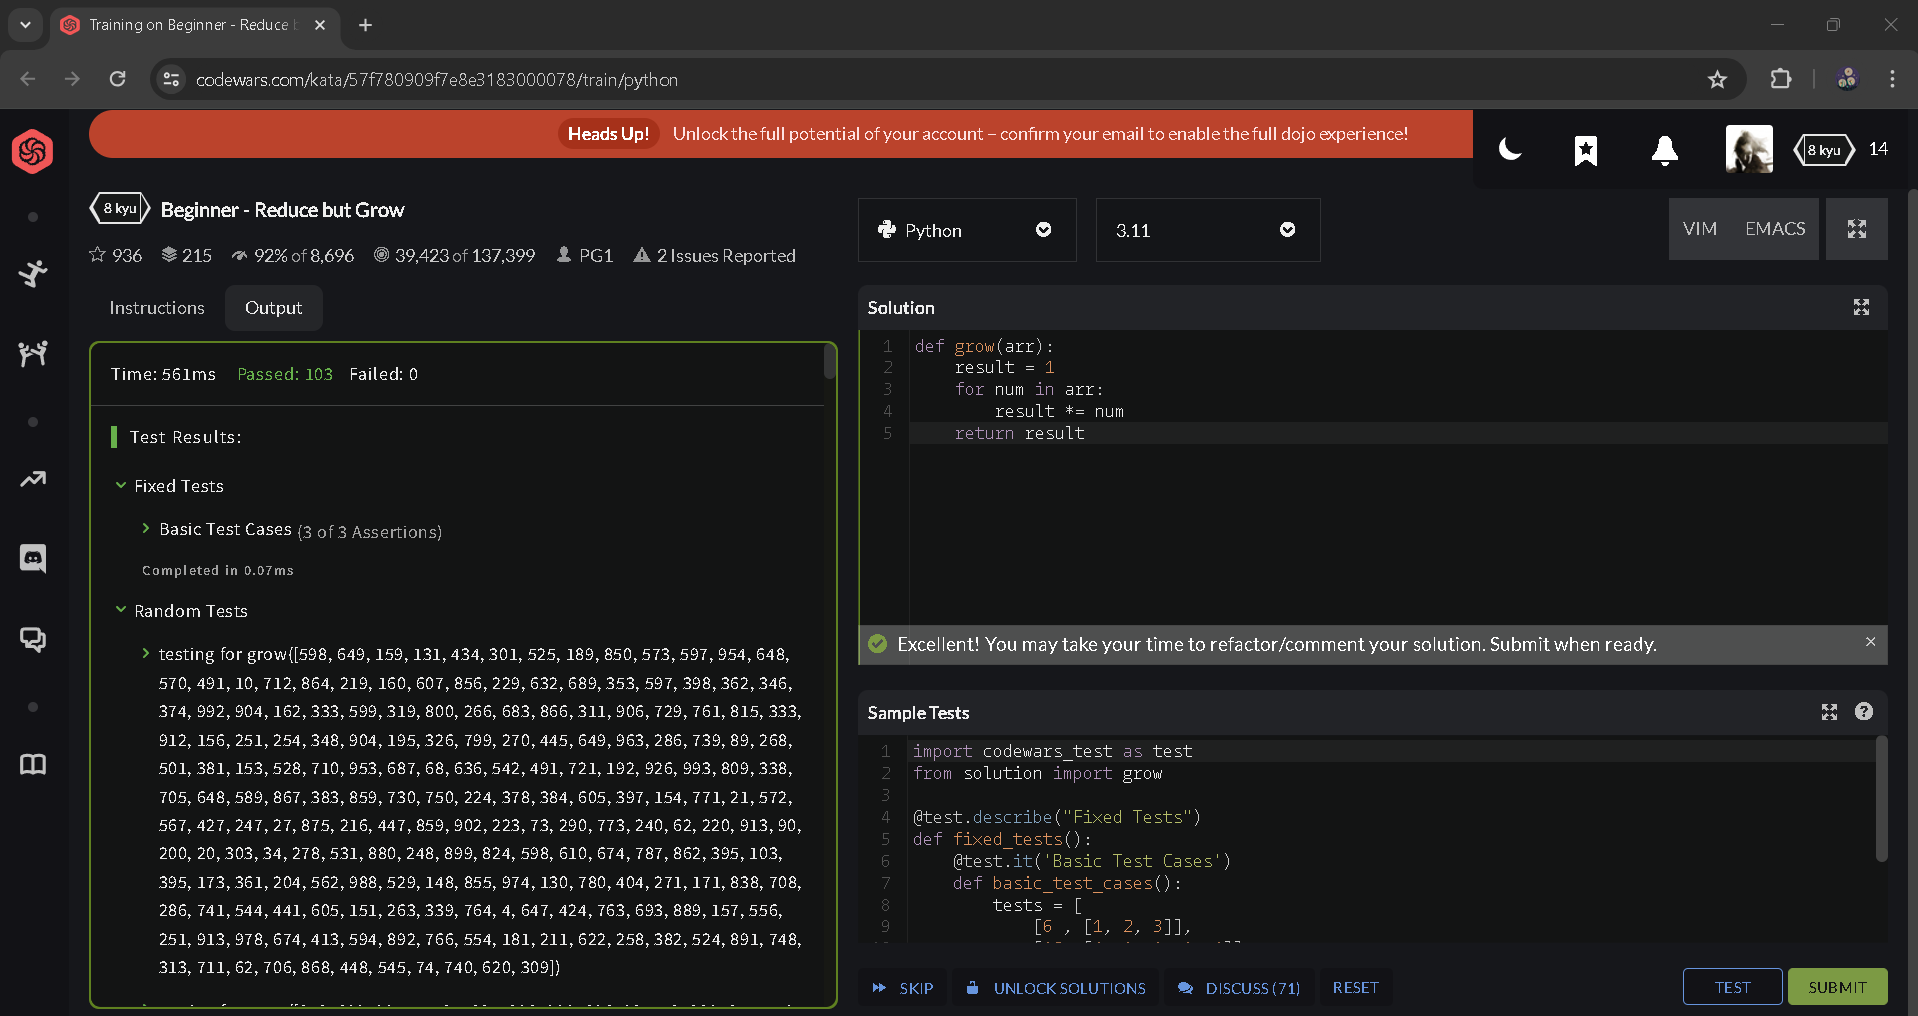 Training on Beginner - Reduce b
codewars.com/kata/57f780909f7e8e3183000078/train/python
Heads Up! Unlock the full potential of your account – confirm your email to enable the full dojo experience!
8 kyu 14
8 kyu Beginner - Reduce but Grow
936 215 92% of 8,696 39,423 of 137,399 PG1 2 Issues Reported
Python 3.11 VIM EMACS
Instructions Output
Time: 561ms Passed: 103 Failed: 0
Test Results:
Fixed Tests
Basic Test Cases (3 of 3 Assertions)
Completed in 0.07ms
Random Tests
testing for grow([598, 649, 159, 131, 434, 301, 525, 189, 850, 573, 597, 954, 648,
570, 491, 10, 712, 864, 219, 160, 607, 856, 229, 632, 689, 353, 597, 398, 362, 346,
374, 992, 904, 162, 333, 599, 319, 800, 266, 683, 866, 311, 906, 729, 761, 815, 333,
912, 156, 251, 254, 348, 904, 195, 326, 799, 270, 445, 649, 963, 286, 739, 89, 268,
501, 381, 153, 528, 710, 953, 687, 68, 636, 542, 491, 721, 192, 926, 993, 809, 338,
705, 648, 589, 867, 383, 859, 730, 750, 224, 378, 384, 605, 397, 154, 771, 21, 572,
567, 427, 247, 27, 875, 216, 447, 859, 902, 223, 73, 290, 773, 240, 62, 220, 913, 90,
200, 20, 303, 34, 278, 531, 880, 248, 899, 824, 598, 610, 674, 787, 862, 395, 103,
395, 173, 361, 204, 562, 988, 529, 148, 855, 974, 130, 780, 404, 271, 171, 838, 708,
286, 741, 544, 441, 605, 151, 263, 339, 764, 4, 647, 424, 763, 693, 889, 157, 556,
251, 913, 978, 674, 413, 594, 892, 766, 554, 181, 211, 622, 258, 382, 524, 891, 748,
313, 711, 62, 706, 868, 448, 545, 74, 740, 620, 309])
Solution
1 def grow(arr):
2     result = 1
3     for num in arr:
4         result *= num
5     return result
Excellent! You may take your time to refactor/comment your solution. Submit when ready.
Sample Tests
1 import codewars_test as test
2 from solution import grow
3
4 @test.describe("Fixed Tests")
5 def fixed_tests():
6     @test.it('Basic Test Cases')
7     def basic_test_cases():
8         tests = [
9             [6 , [1, 2, 3]],
SKIP UNLOCK SOLUTIONS DISCUSS (71) RESET TEST SUBMIT